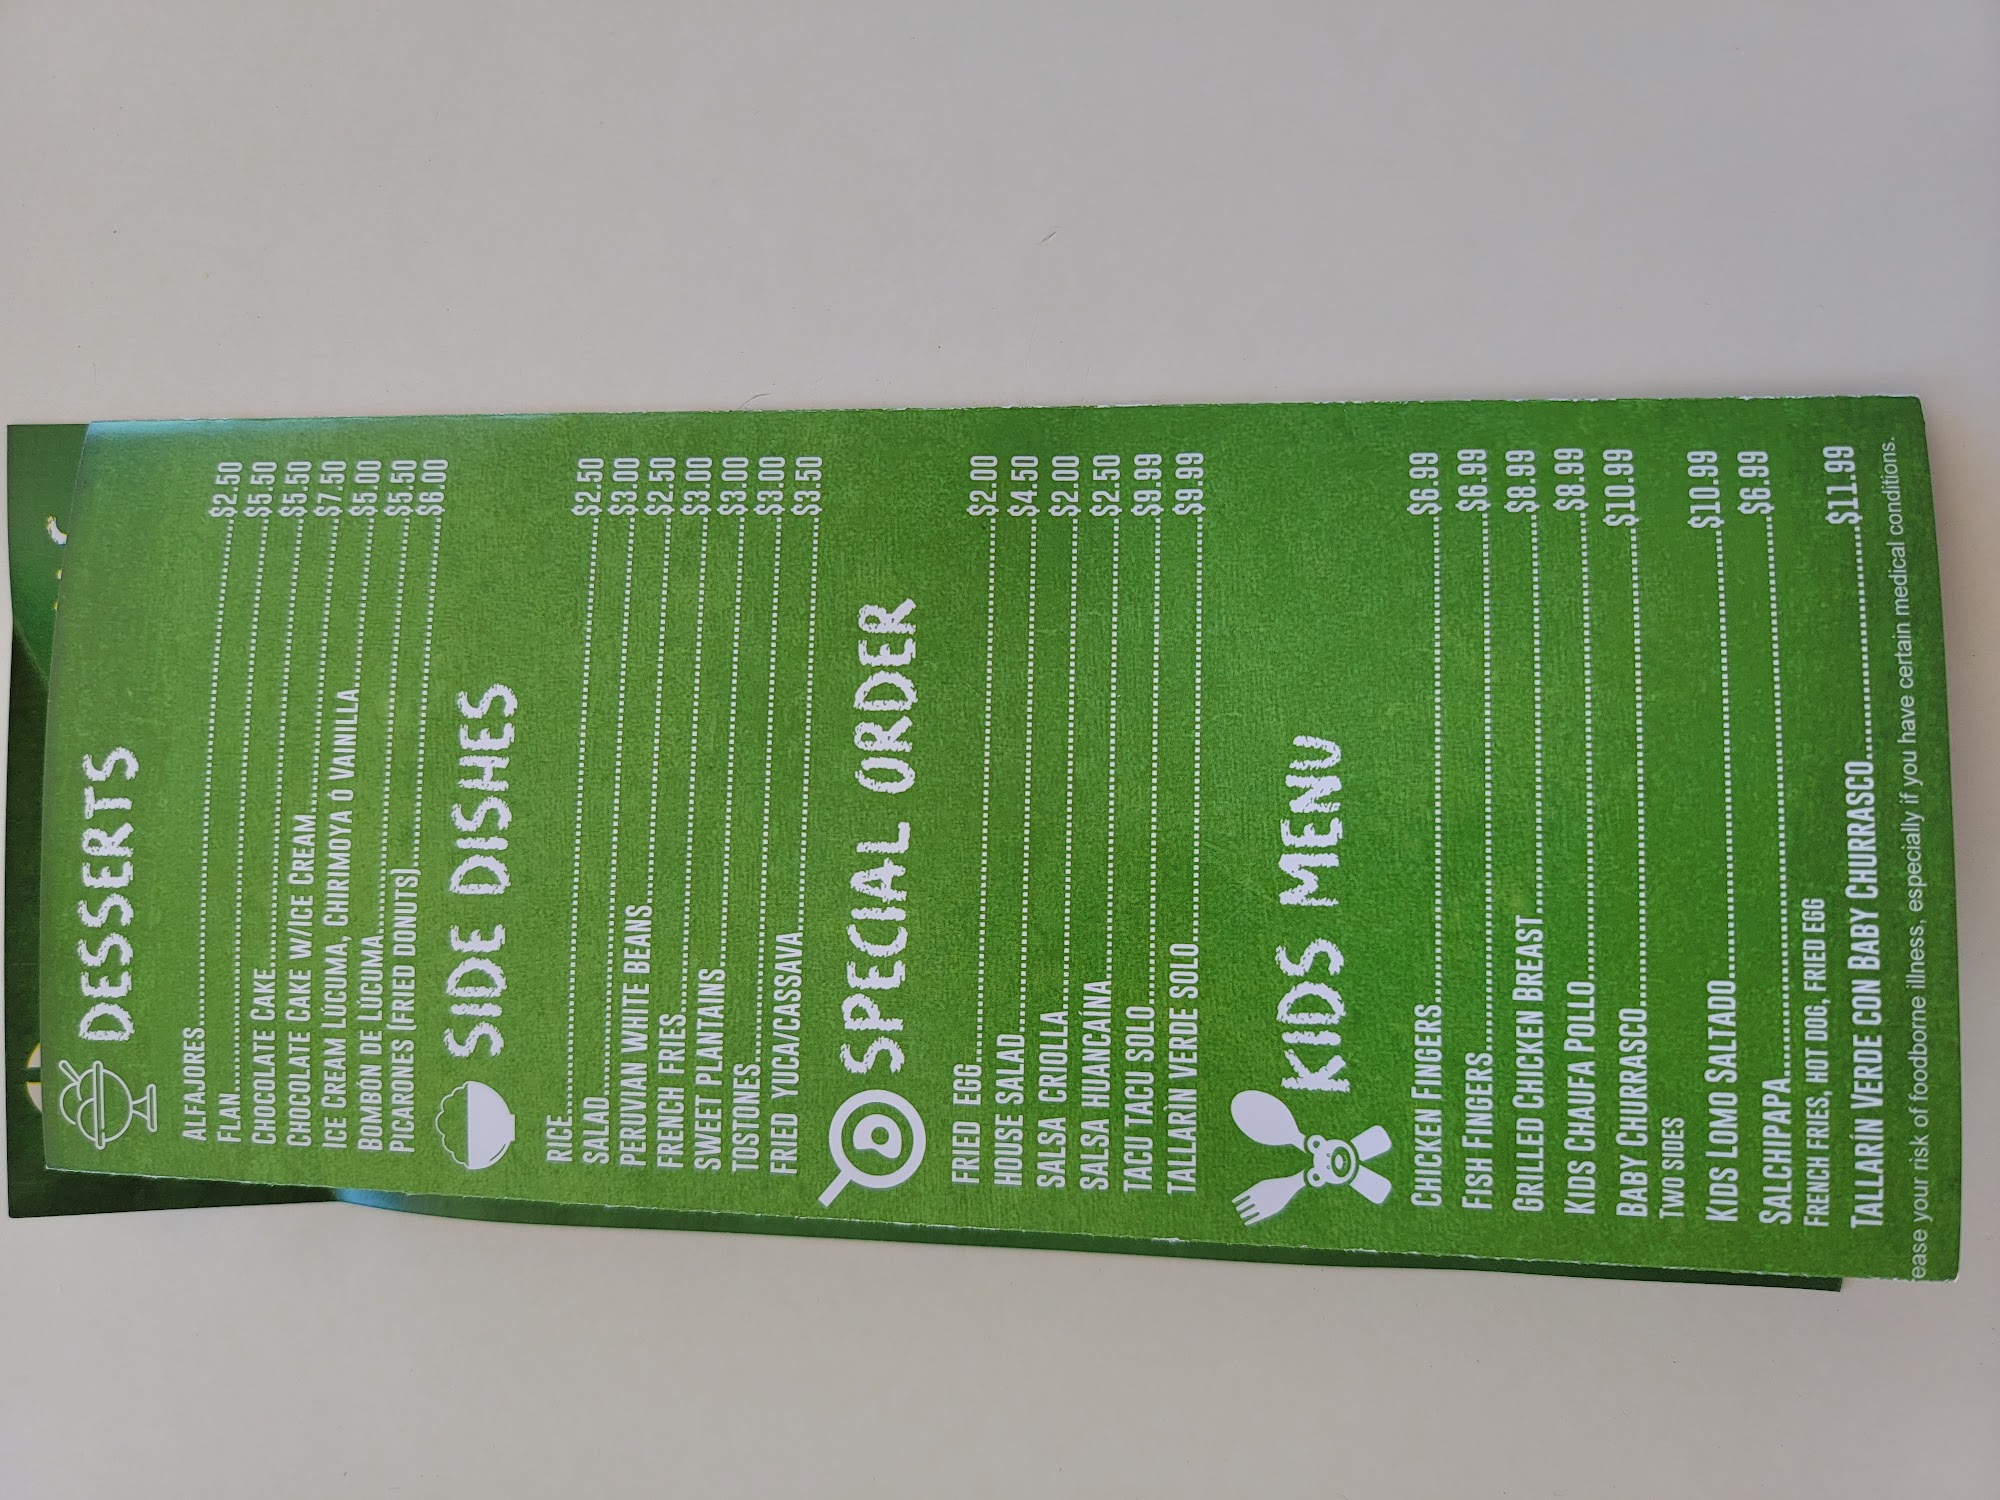 DESSERTS
ALFAJORES $2.50
FLAN $5.50
CHOCOLATE CAKE $5.50
CHOCOLATE CAKE W/ICE CREAM $7.50
ICE CREAM LÚCUMA, CHIRIMOYA Ó VAINILLA $5.00
BOMBÓN DE LÚCUMA $5.50
PICARONES (FRIED DONUTS) $6.00
SIDE DISHES
RICE $2.50
SALAD $3.00
PERUVIAN WHITE BEANS $2.50
FRENCH FRIES $3.00
SWEET PLANTAINS $3.00
TOSTONES $3.00
FRIED YUCA/CASSAVA $3.50
SPECIAL ORDER
FRIED EGG $2.00
HOUSE SALAD $4.50
SALSA CRIOLLA $2.00
SALSA HUANCAÍNA $2.50
TACU TACU SOLO $9.99
TALLARÌN VERDE SOLO $9.99
KIDS MENU
CHICKEN FINGERS $6.99
FISH FINGERS $6.99
GRILLED CHICKEN BREAST $8.99
KIDS CHAUFA POLLO $8.99
BABY CHURRASCO $10.99
TWO SIDES
KIDS LOMO SALTADO $10.99
SALCHIPAPA $6.99
FRENCH FRIES, HOT DOG, FRIED EGG
TALLARÍN VERDE CON BABY CHURRASCO $11.99
rease your risk of foodborne illness, especially if you have certain medical conditions.